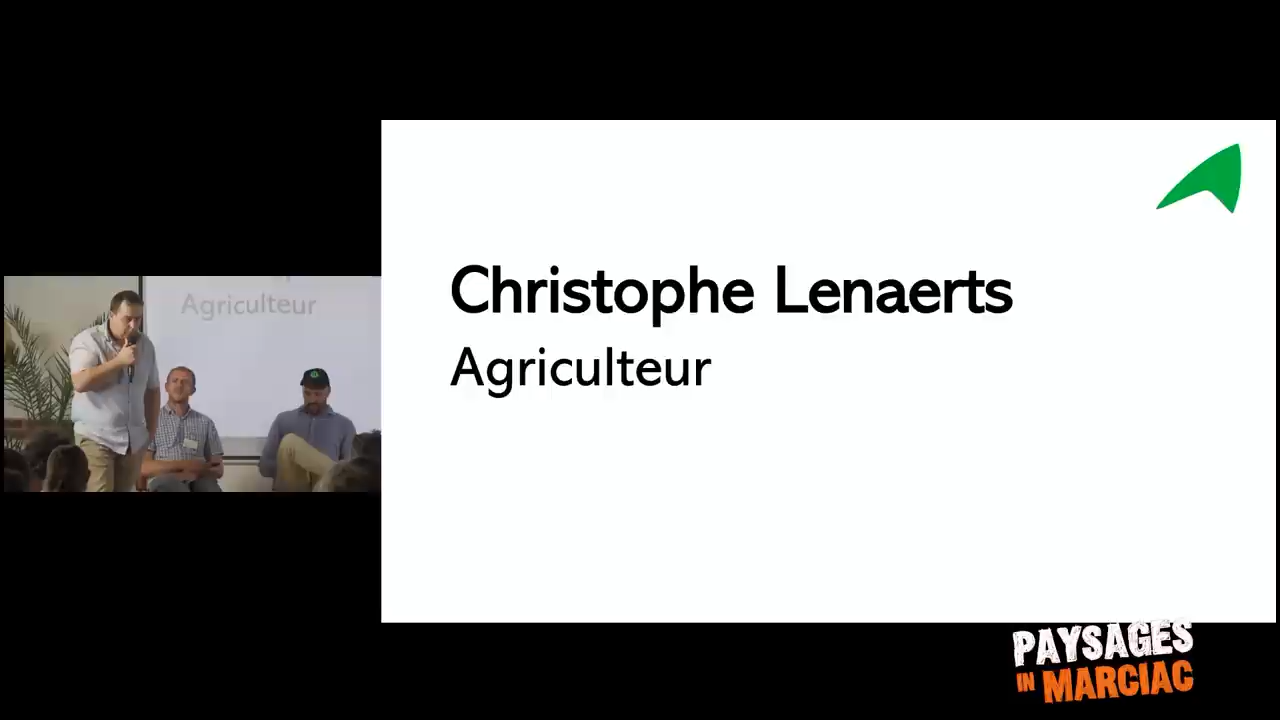 Agriculteur
Christophe Lenaerts
Agriculteur
PAYSAGES
IN MARCIAC